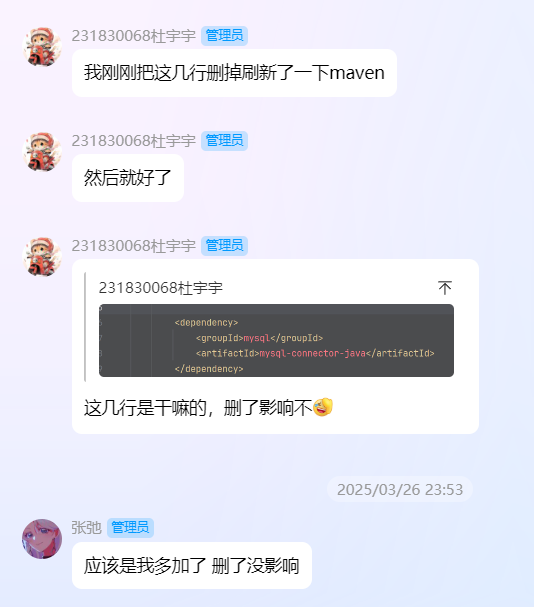 231830068杜宇宇 管理员
我刚刚把这几行删掉刷新了一下maven
231830068杜宇宇 管理员
然后就好了
231830068杜宇宇 管理员
231830068杜宇宇
<dependency>
<groupId>mysql</groupId>
<artifactId>mysql-connector-java</artifactId>
</dependency>
这几行是干嘛的，删了影响不
2025/03/26 23:53
张弛 管理员
应该是我多加了 删了没影响